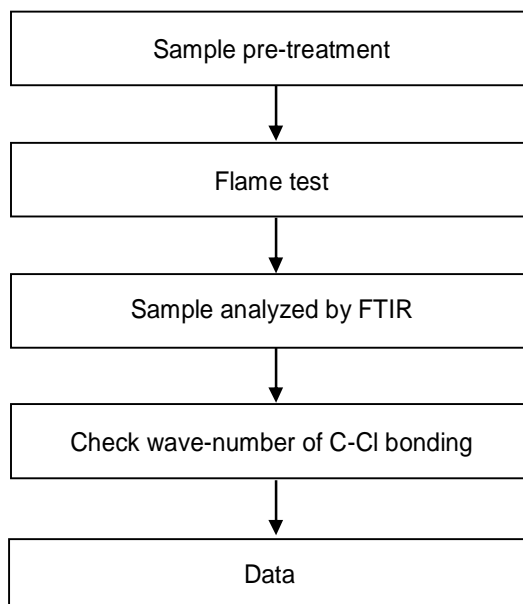 Sample pre-treatment
Flame test
Sample analyzed by FTIR
Check wave-number of C-Cl bonding
Data